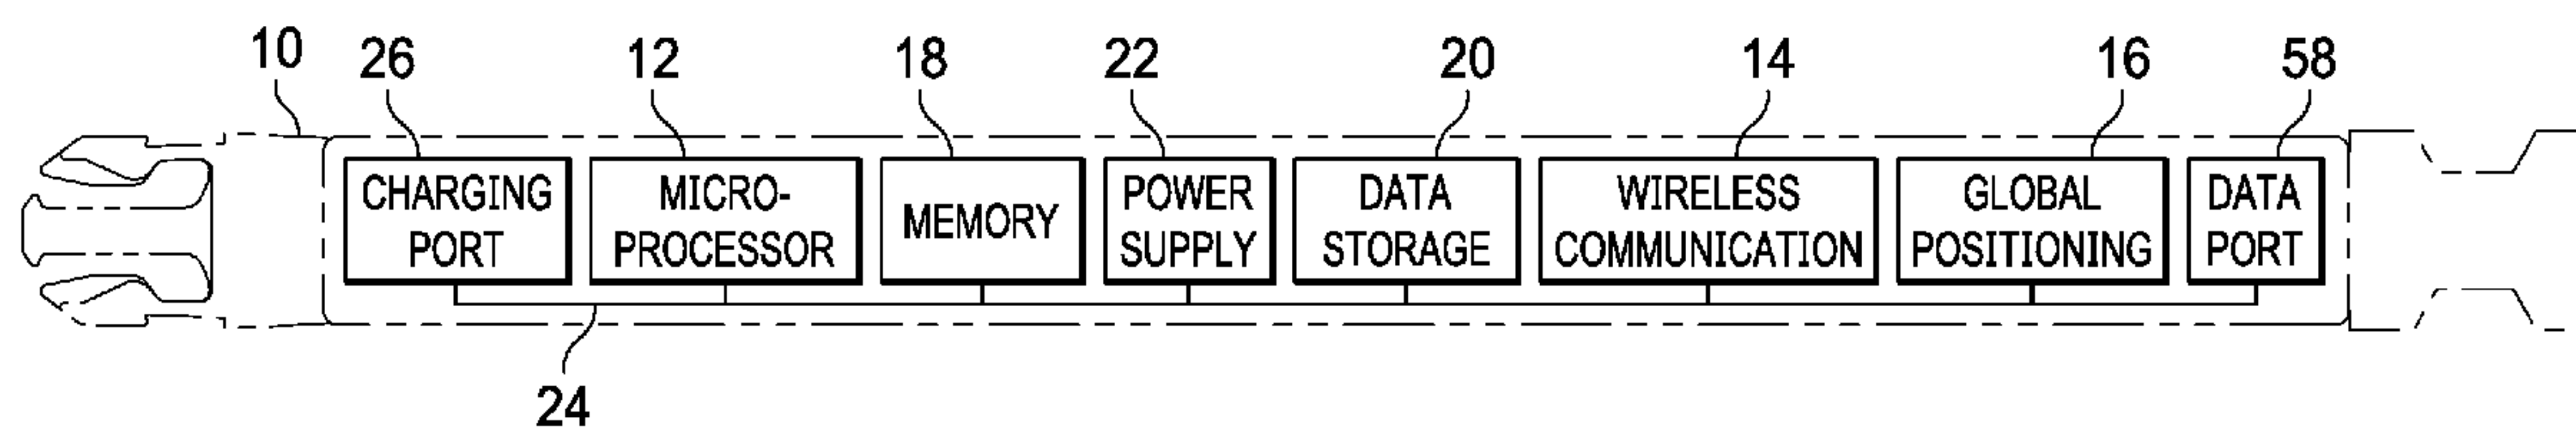 10 26 12 18 22 20 14 16 58
CHARGING
PORT
MICRO-
PROCESSOR
MEMORY
POWER
SUPPLY
DATA
STORAGE
WIRELESS
COMMUNICATION
GLOBAL
POSITIONING
DATA
PORT
24